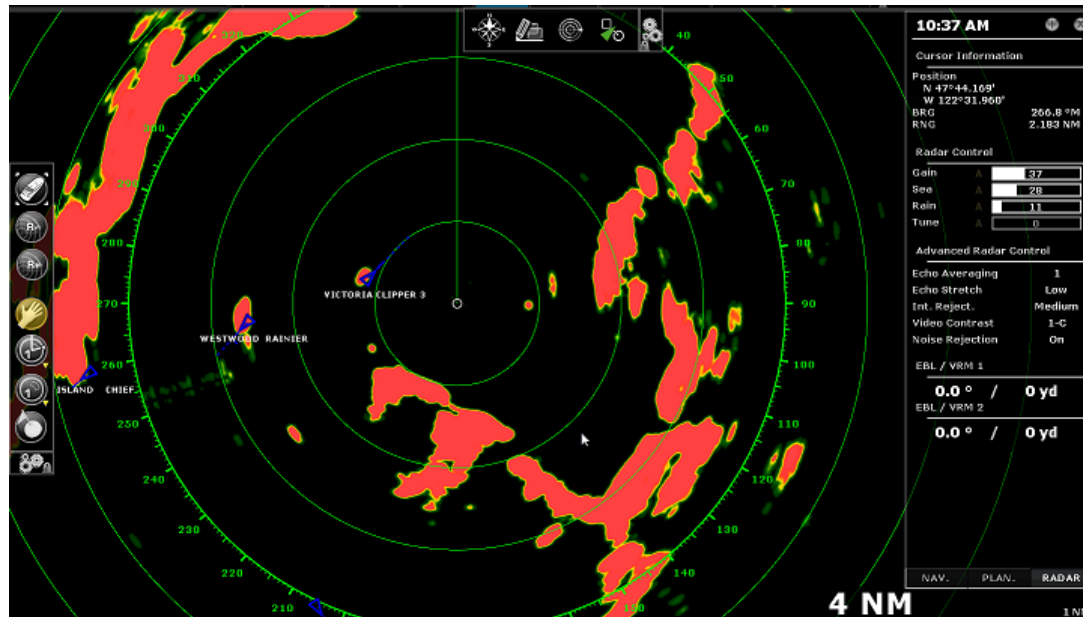 10:37 AM
Cursor Information
Position
N 47°44.169'
W 122°31.960'
BRG 266.8 °M
RNG 2.183 NM
Radar Control
Gain A 37
Sea A 28
Rain A 11
Tune A 0
Advanced Radar Control
Echo Averaging 1
Echo Stretch Low
Int. Reject. Medium
Video Contrast 1-C
Noise Rejection On
EBL / VRM 1
0.0 ° / 0 yd
EBL / VRM 2
0.0 ° / 0 yd
NAV. PLAN. RADAR
4 NM
320
40
310
50
300
60
290
70
280
80
270
90
260
100
250
110
240
120
230
130
220
140
210
VICTORIA CLIPPER 3
WESTWOOD RAINIER
ISLAND CHIEF